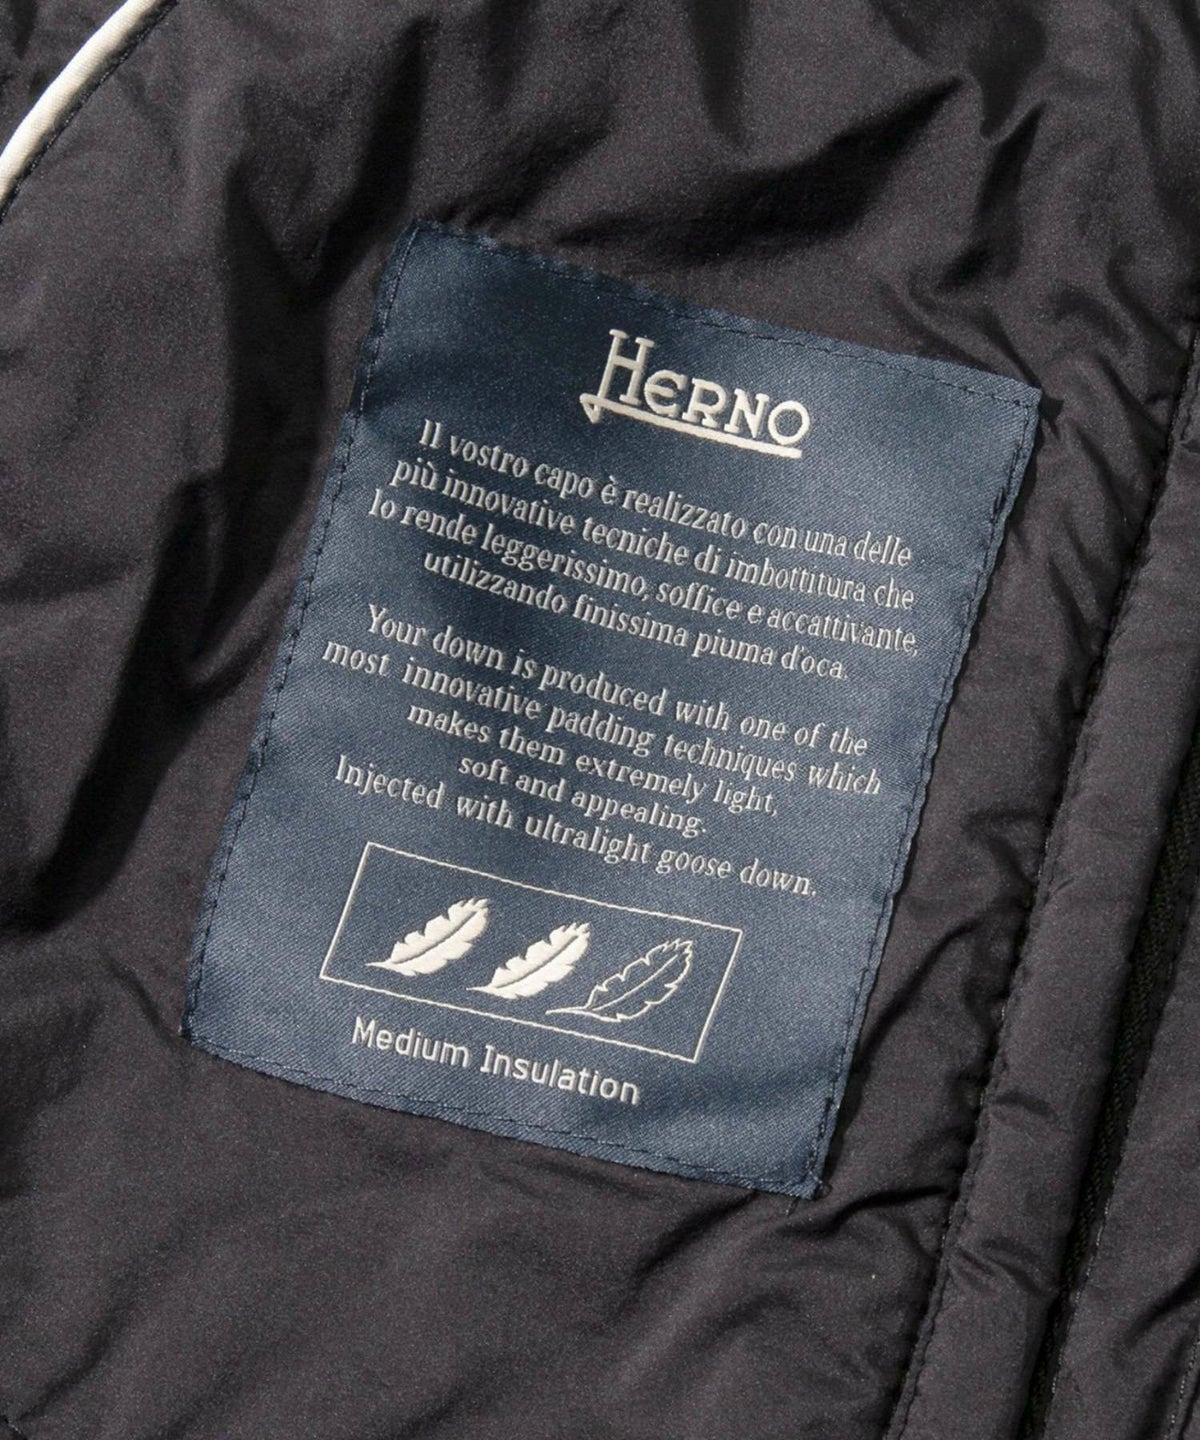 HERNO
Il vostro capo è realizzato con una delle
più innovative tecniche di imbottitura che
lo rende leggerissimo, soffice e accattivante,
utilizzando finissima piuma d'oca.
Your down is produced with one of the
most innovative padding techniques which
makes them extremely light,
soft and appealing.
Injected with ultralight goose down.
Medium Insulation